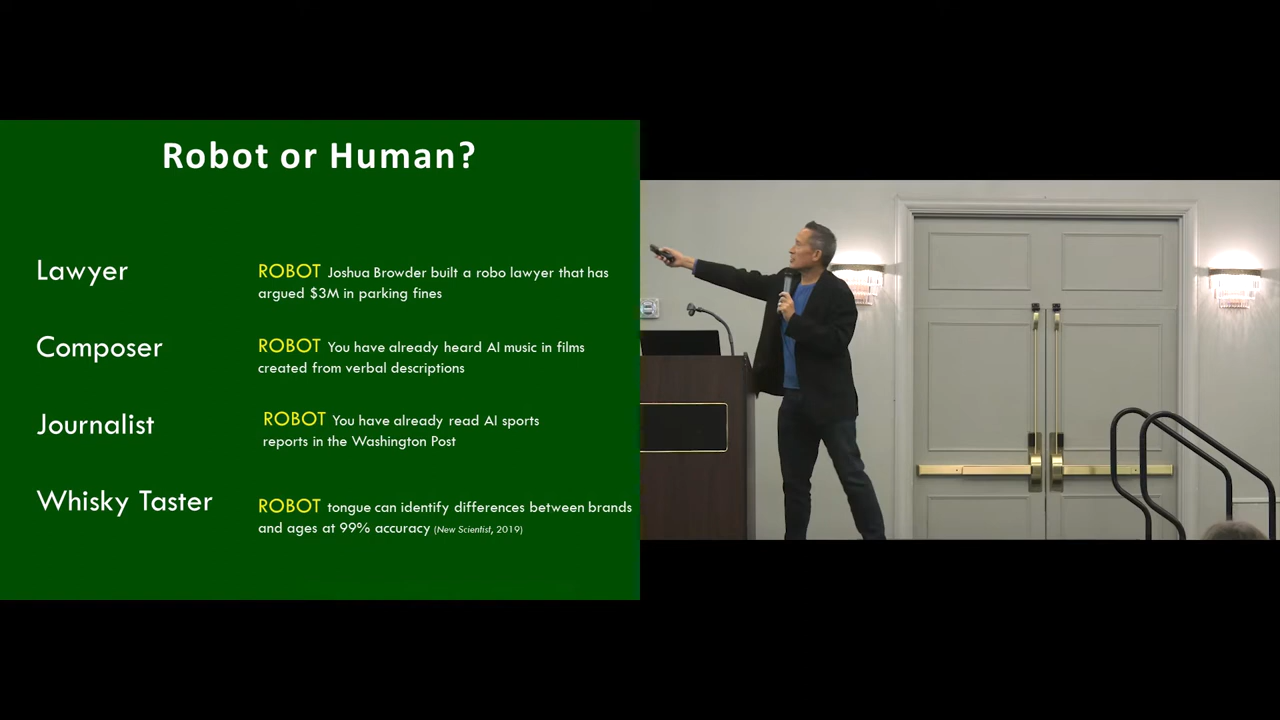 Robot or Human?
Lawyer
ROBOT Joshua Browder built a robo lawyer that has
argued $3M in parking fines
Composer
ROBOT You have already heard AI music in films
created from verbal descriptions
Journalist
ROBOT You have already read AI sports
reports in the Washington Post
Whisky Taster
ROBOT tongue can identify differences between brands
and ages at 99% accuracy (New Scientist, 2019)